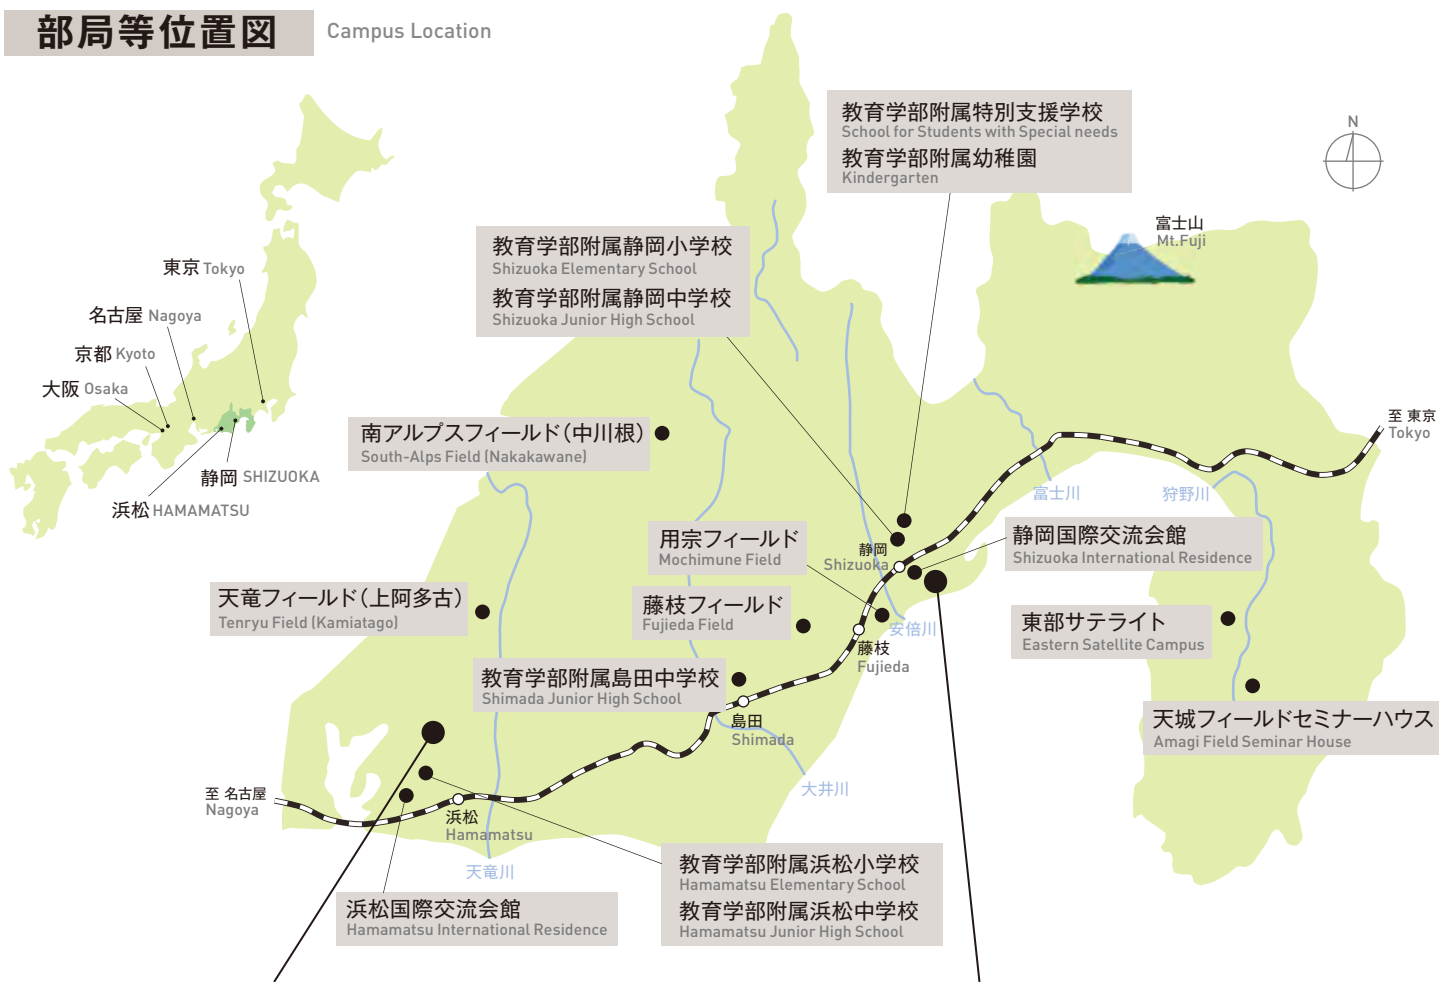 部局等位置図
Campus Location
教育学部附属特別支援学校
School for Students with Special needs
教育学部附属幼稚園
Kindergarten
N
富士山
Mt.Fuji
教育学部附属静岡小学校
Shizuoka Elementary School
教育学部附属静岡中学校
Shizuoka Junior High School
東京 Tokyo
名古屋 Nagoya
京都 Kyoto
大阪 Osaka
静岡 SHIZUOKA
浜松 HAMAMATSU
南アルプスフィールド（中川根）
South-Alps Field (Nakakawane)
至 東京
Tokyo
富士川
狩野川
用宗フィールド
Mochimune Field
静岡
Shizuoka
静岡国際交流会館
Shizuoka International Residence
天竜フィールド（上阿多古）
Tenryu Field (Kamiatago)
藤枝フィールド
Fujieda Field
安倍川
藤枝
Fujieda
東部サテライト
Eastern Satellite Campus
教育学部附属島田中学校
Shimada Junior High School
島田
Shimada
天城フィールドセミナーハウス
Amagi Field Seminar House
大井川
至 名古屋
Nagoya
浜松
Hamamatsu
天竜川
教育学部附属浜松小学校
Hamamatsu Elementary School
教育学部附属浜松中学校
Hamamatsu Junior High School
浜松国際交流会館
Hamamatsu International Residence